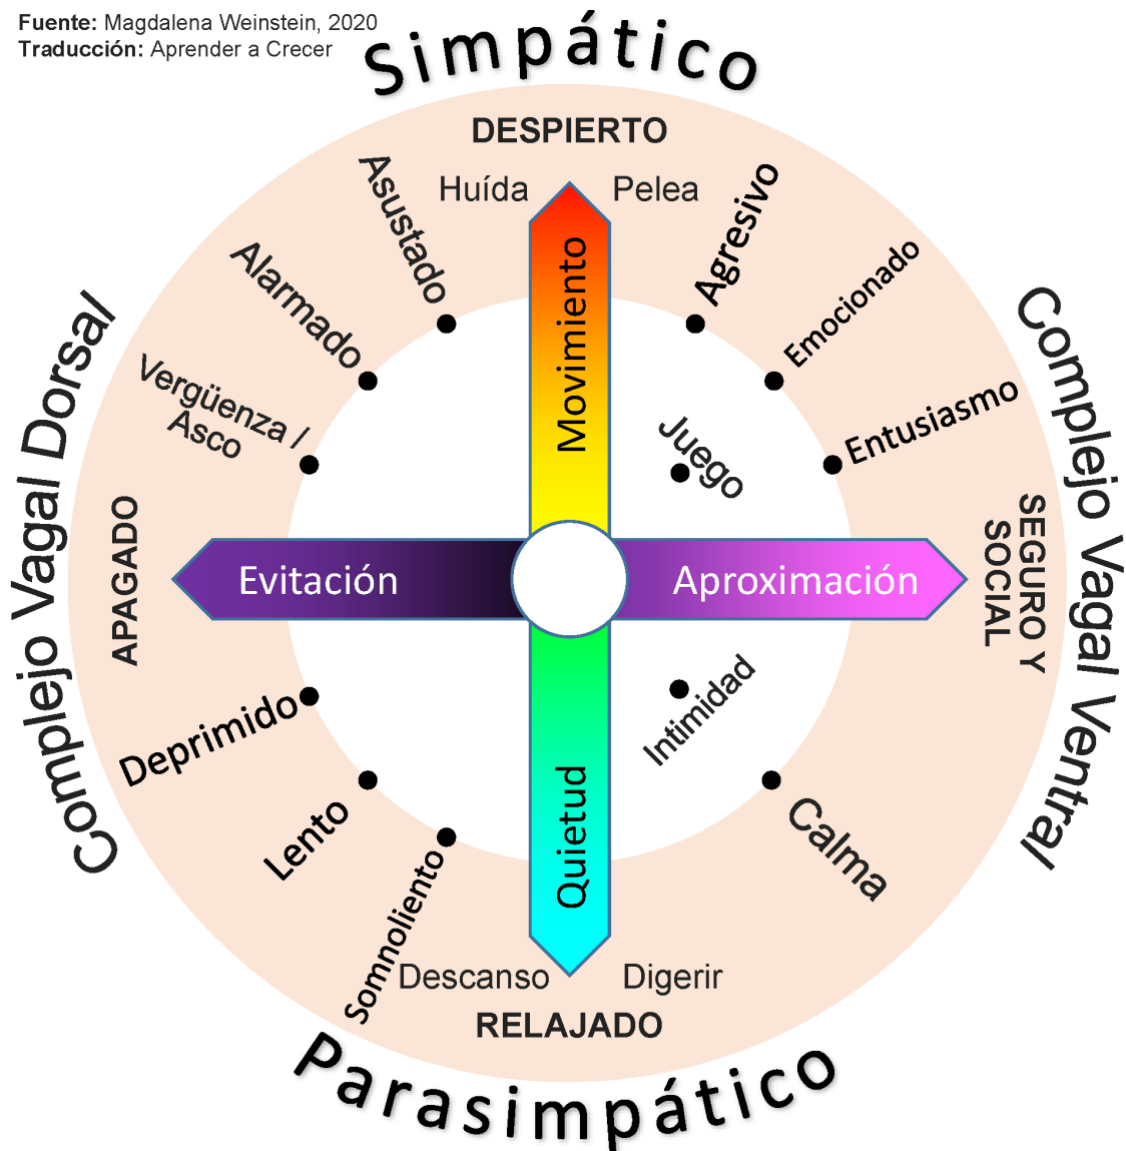 Fuente: Magdalena Weinstein, 2020
Traducción: Aprender a Crecer
Simpático
DESPIERTO
Huída
Pelea
Asustado
Alarmado
Vergüenza /
Asco
Agresivo
Emocionado
Entusiasmo
Movimiento
Juego
Complejo Vagal Dorsal
APAGADO
Evitación
Aproximación
SEGURO Y
SOCIAL
Complejo Vagal Ventral
Intimidad
Deprimido
Lento
Somnoliento
Quietud
Calma
Descanso
Digerir
RELAJADO
Parasimpático